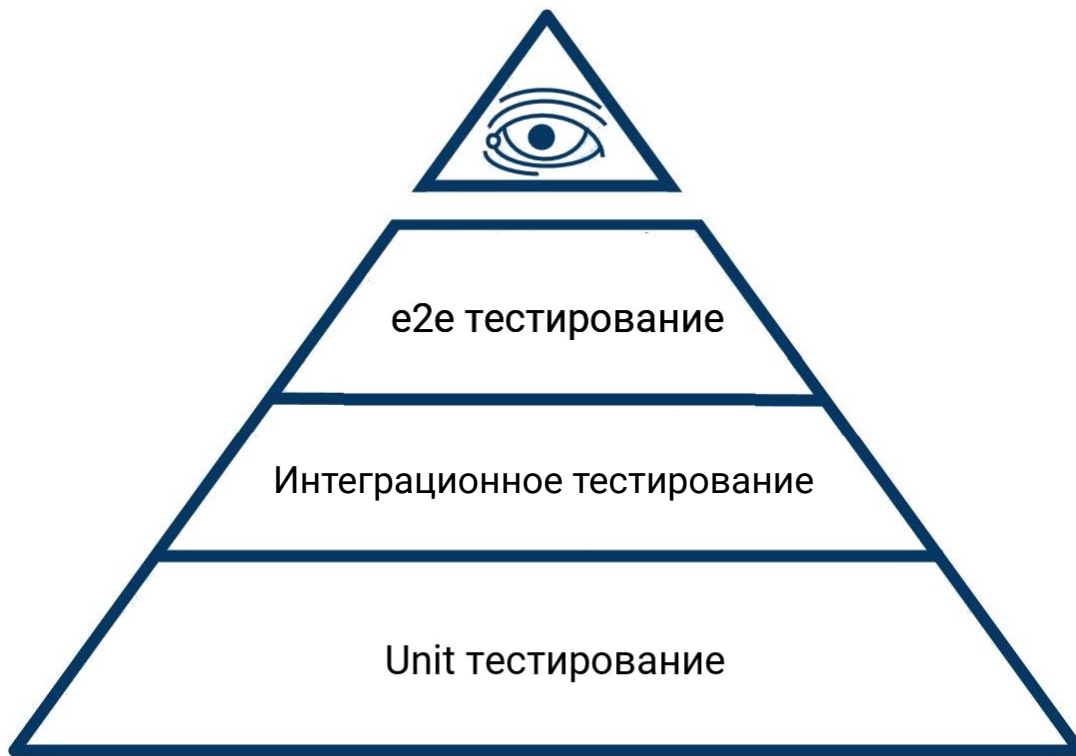 e2e тестирование
Интеграционное тестирование
Unit тестирование